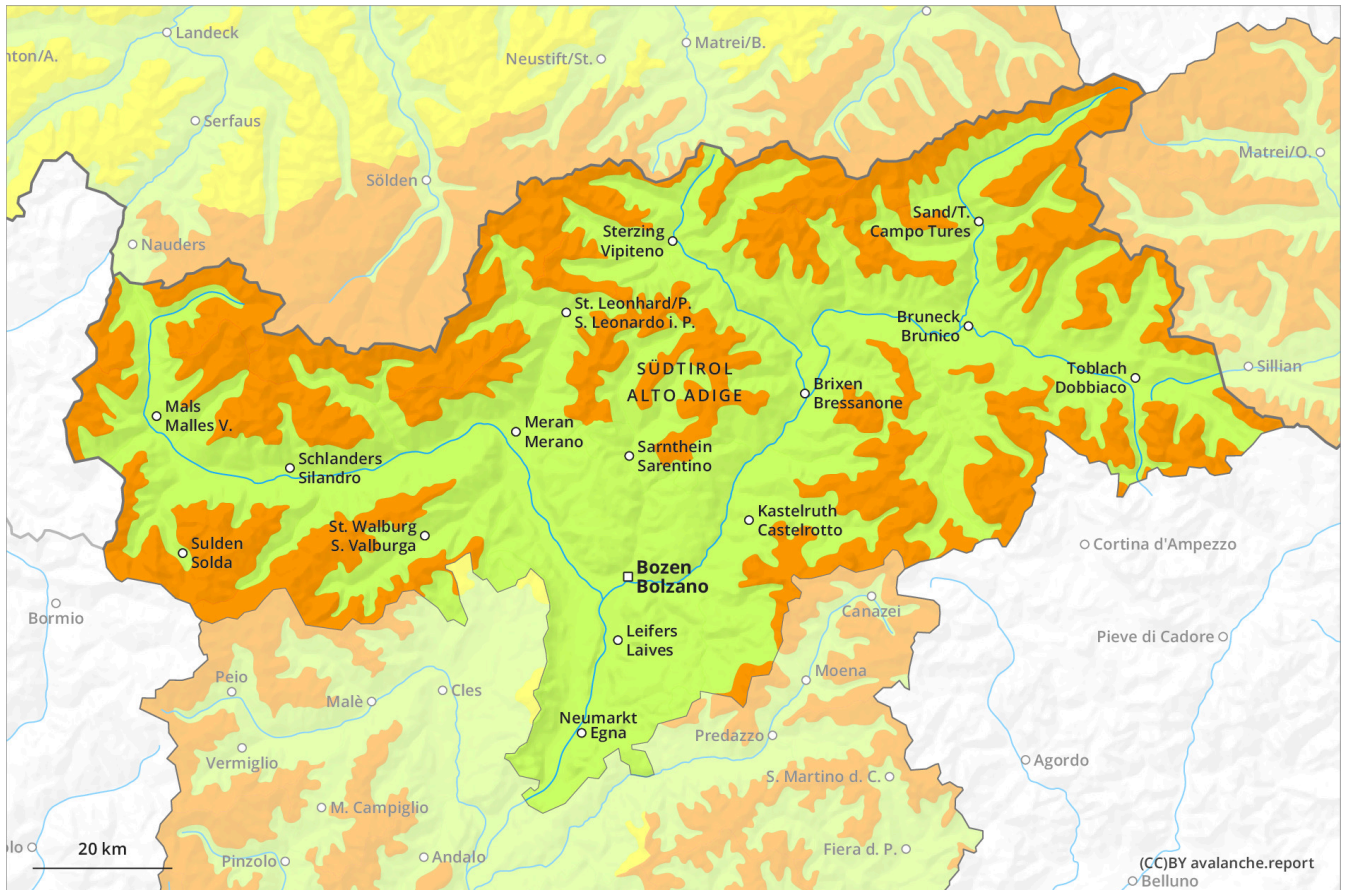 Landeck
Matrei/B.
nton/A.
Neustift/St.
Serfaus
Matrei/O.
Sölden
Sand/T.
Campo Tures
Sterzing
Vipiteno
Nauders
St. Leonhard/P.
S. Leonardo i. P.
Bruneck
Brunico
SÜDTIROL
ALTO ADIGE
Toblach
Dobbiaco
Sillian
Brixen
Bressanone
Mals
Malles V.
Meran
Merano
Sarnthein
Sarentino
Schlanders
Silandro
Kastelruth
Castelrotto
St. Walburg
S. Valburga
Sulden
Solda
Cortina d'Ampezzo
Bozen
Bolzano
Bormio
Canazei
Leifers
Laives
Pieve di Cadore
Peio
Moena
Malè
Cles
Neumarkt
Egna
Predazzo
Vermiglio
Agordo
S. Martino d. C.
M. Campiglio
20 km
olo
Pinzolo
Andalo
Fiera d. P.
(CC)BY avalanche.report
Belluno